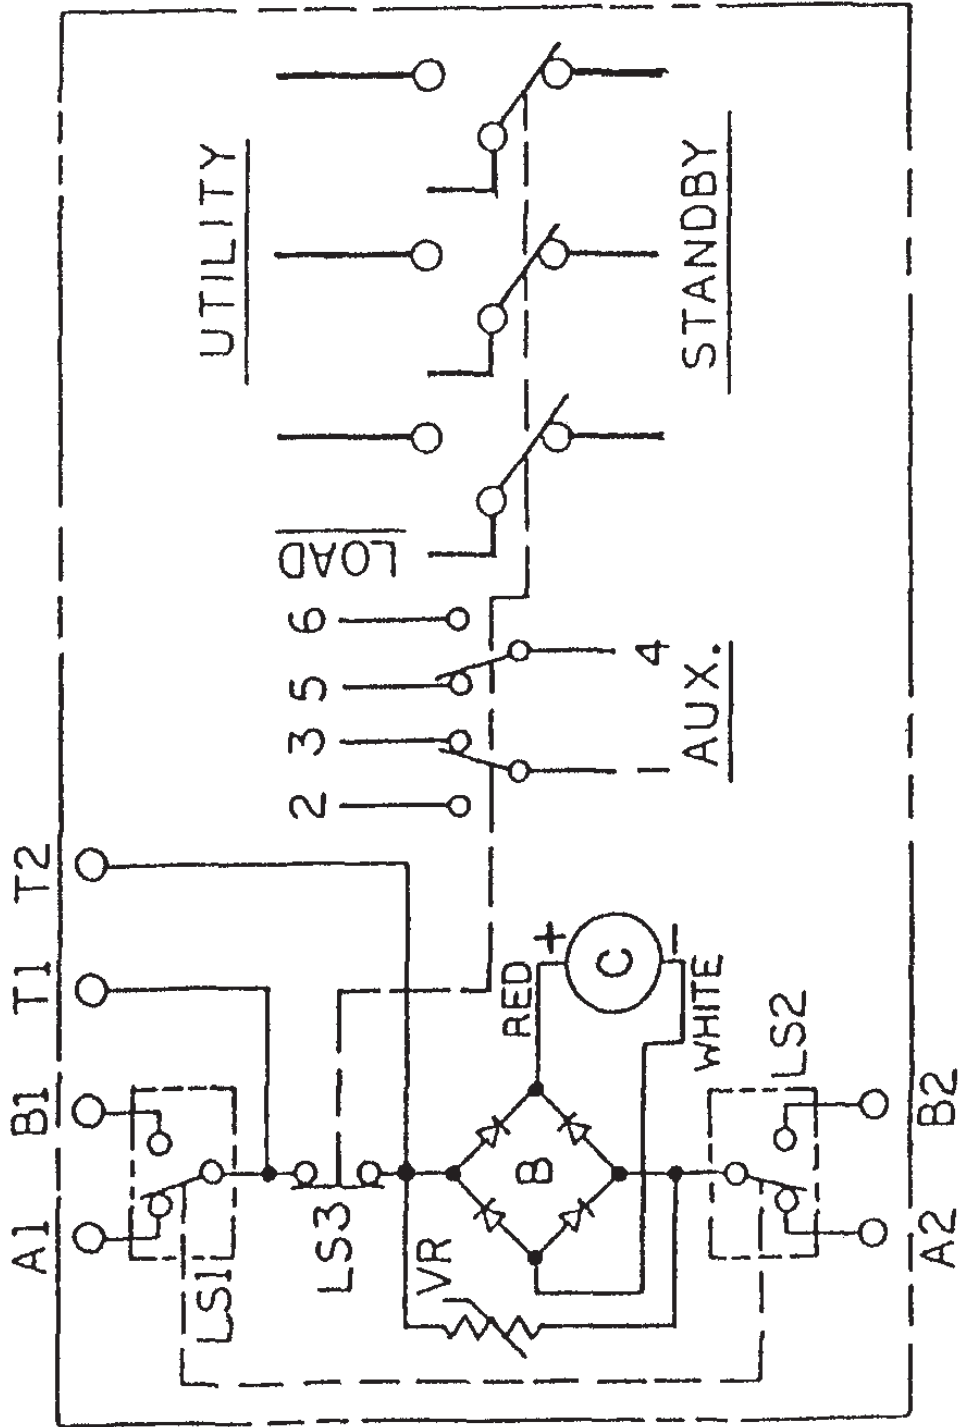 A1 B1 T1 T2
LS1
UTILITY
2 3 5 6
LOAD
LS3
VR
B
RED
+
C
-
WHITE
1 4
AUX.
STANDBY
LS2
A2 B2